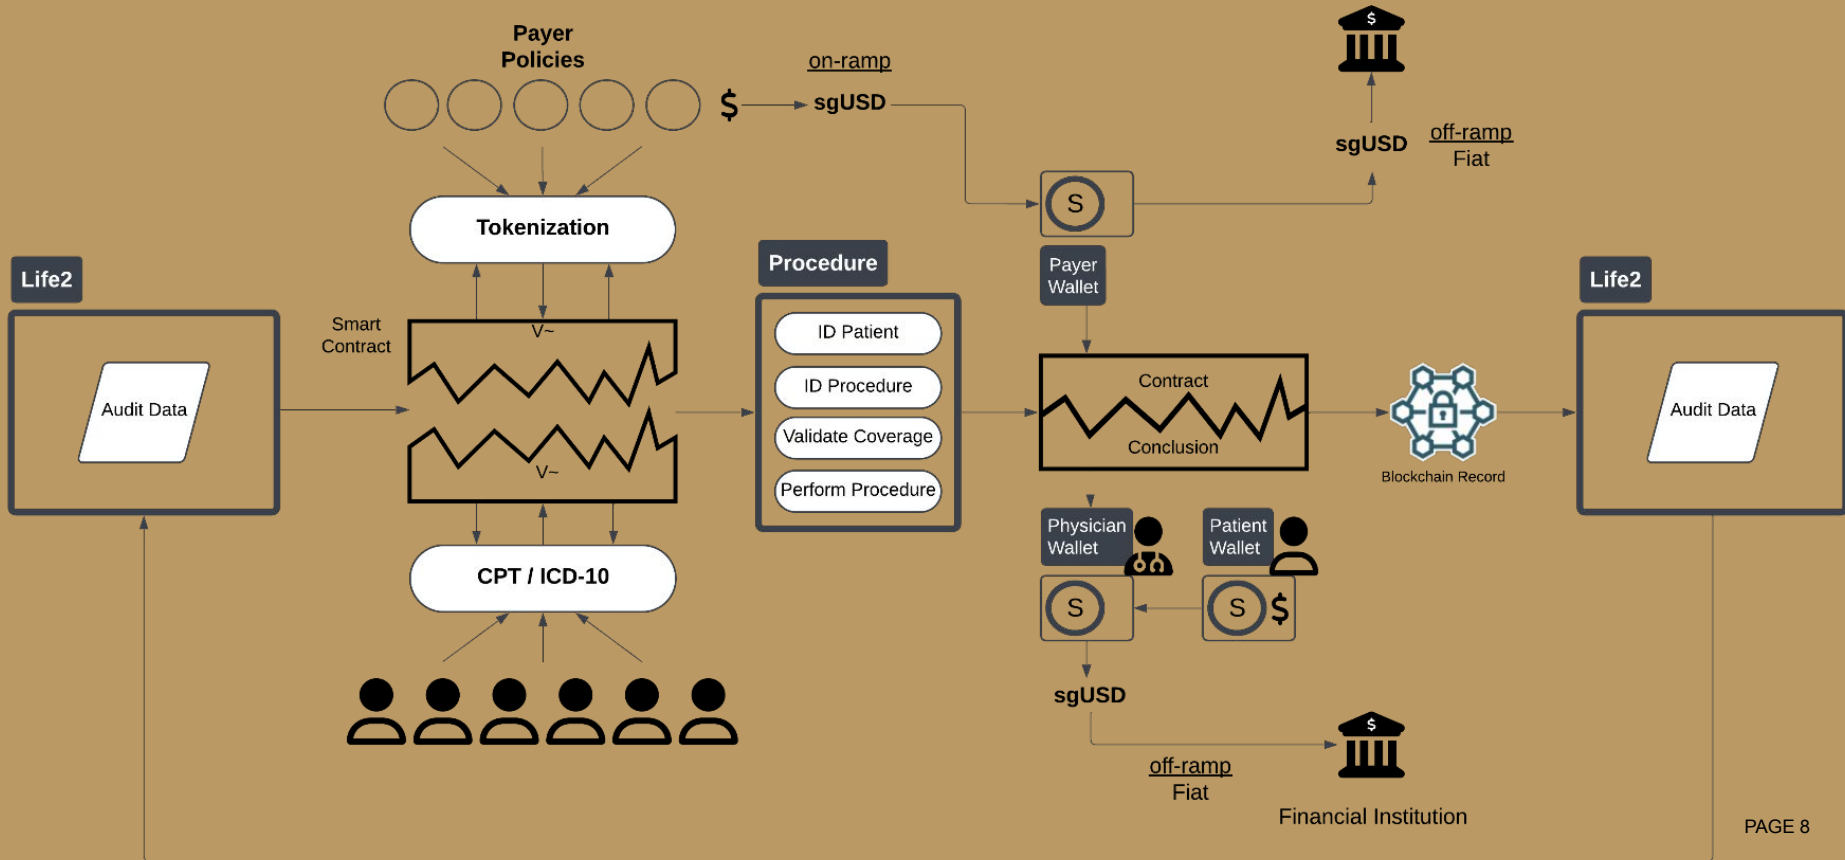 Payer
Policies
$
on-ramp
sgUSD
$
sgUSD
off-ramp
Fiat
Tokenization
S
Payer
Wallet
Life2
Audit Data
Smart
Contract
V~
V~
CPT / ICD-10
Procedure
ID Patient
ID Procedure
Validate Coverage
Perform Procedure
Contract
Conclusion
Blockchain Record
Life2
Audit Data
Physician
Wallet
Patient
Wallet
S
S $
sgUSD
off-ramp
Fiat
$
Financial Institution
PAGE 8